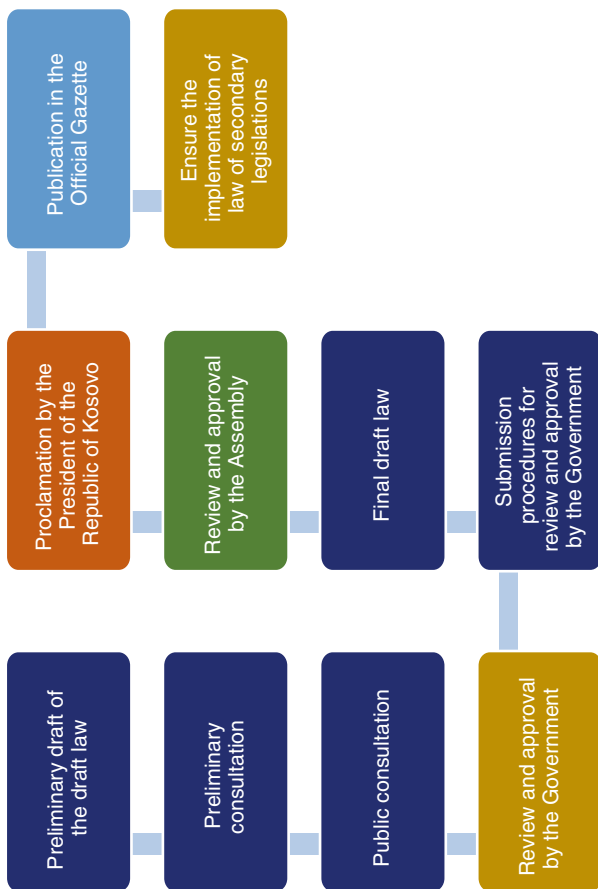 Preliminary draft of
the draft law
Preliminary
consultation
Public consultation
Review and approval
by the Government
Submission
procedures for
review and approval
by the Government
Final draft law
Review and approval
by the Assembly
Proclamation by the
President of the
Republic of Kosovo
Publication in the
Official Gazette
Ensure the
implementation of
law of secondary
legislations